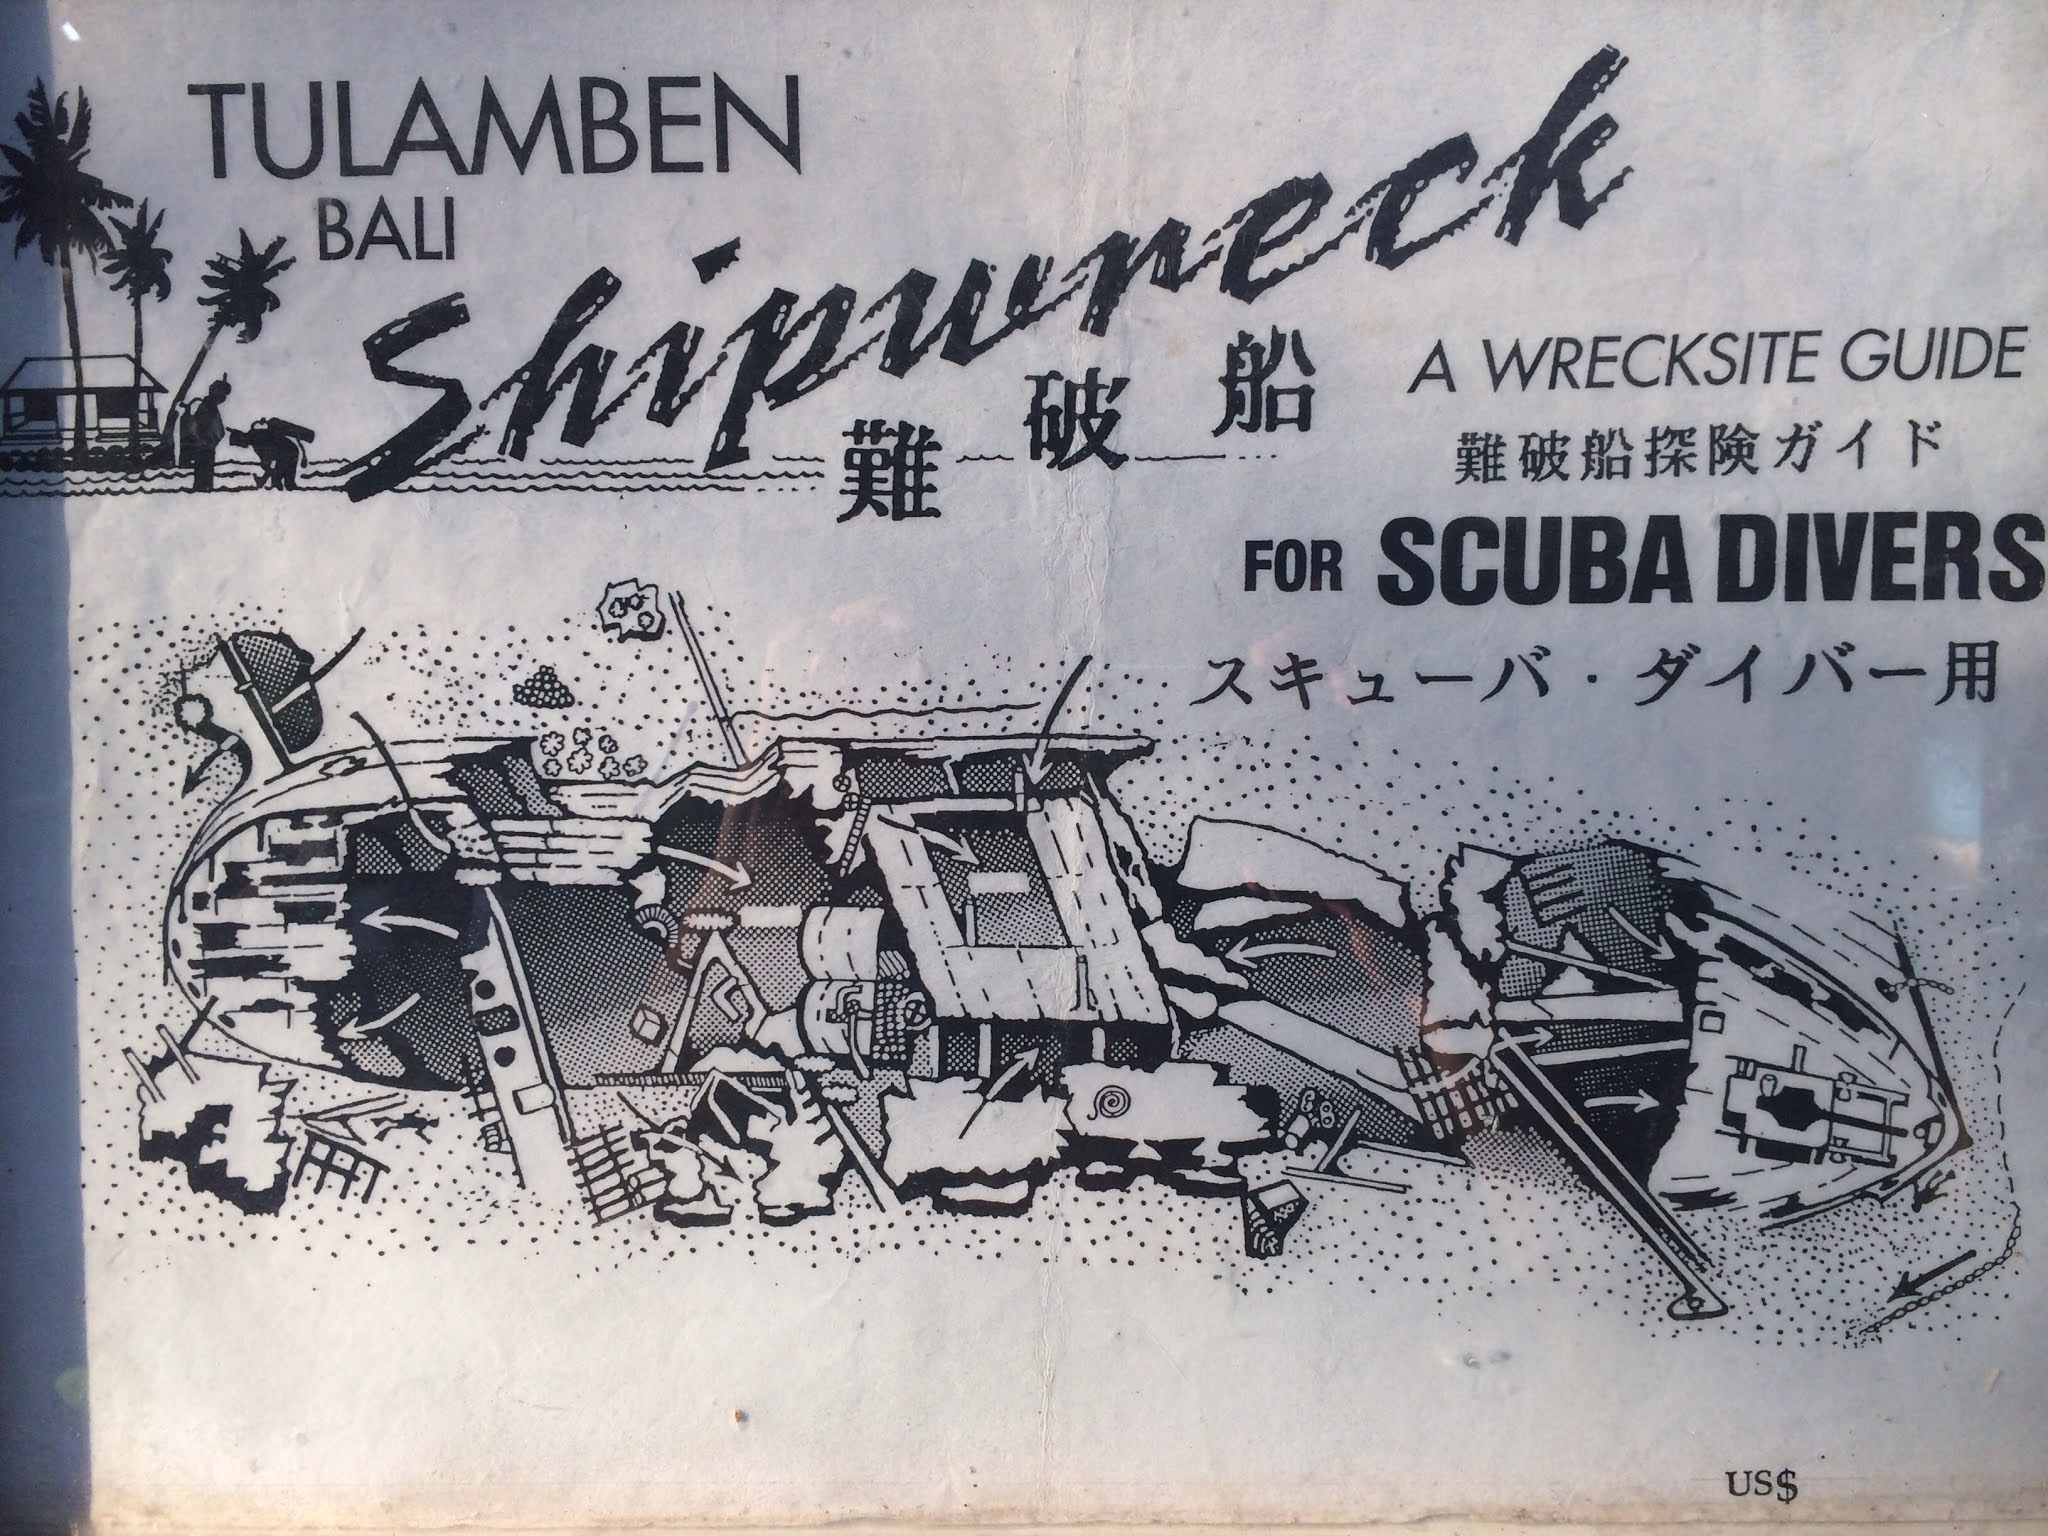 TULAMBEN
BALI
Shipwreck
難破船
A WRECKSITE GUIDE
難破船探険ガイド
FOR SCUBA DIVERS
スキューバ・ダイバー用
US$